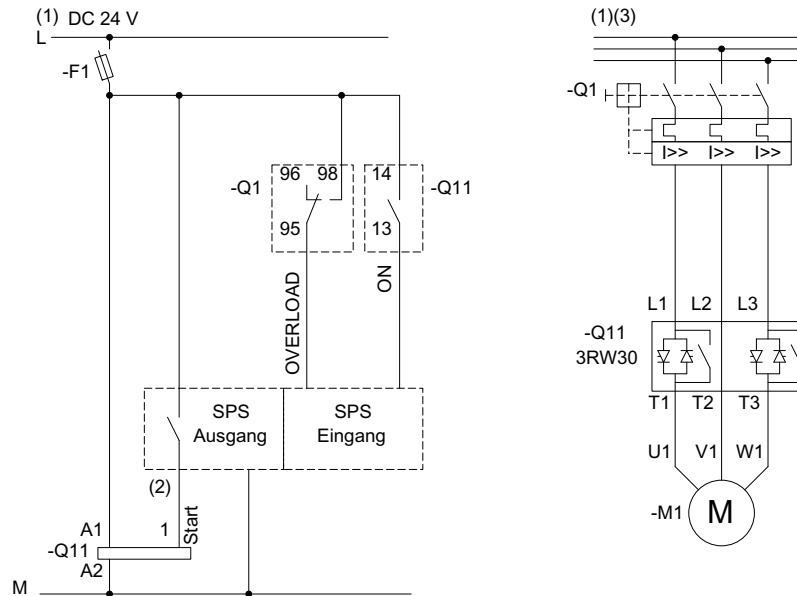 (1) DC 24 V
L
-F1
-Q1
96 98
95
14
13
-Q11
OVERLOAD
ON
SPS
Ausgang
SPS
Eingang
(2)
A1
1
Start
-Q11
A2
M
(1)(3)
-Q1
I>> I>> I>>
L1 L2 L3
-Q11
3RW30
T1 T2 T3
U1 V1 W1
-M1
M